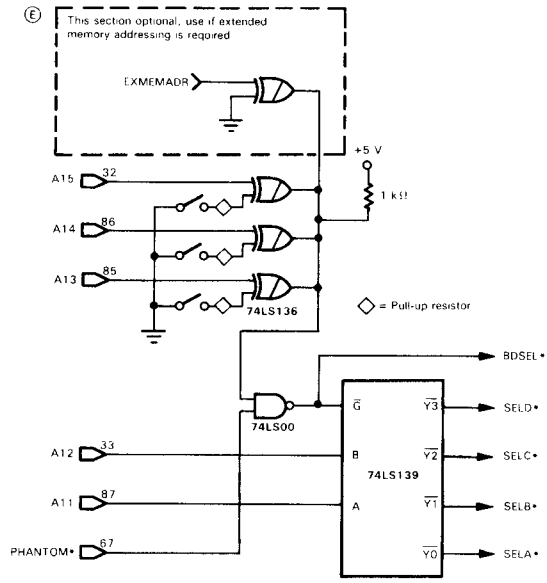 E
This section optional, use if extended
memory addressing is required
EXMEMADR
+5 V
1 kΩ
A15 32
A14 86
A13 85
74LS136
◇ = Pull-up resistor
BDSEL*
74LS00
G Y3 SELD*
A12 33 B Y2 SELC*
74LS139
A11 87 A Y1 SELB*
PHANTOM* 67 Y0 SELA*